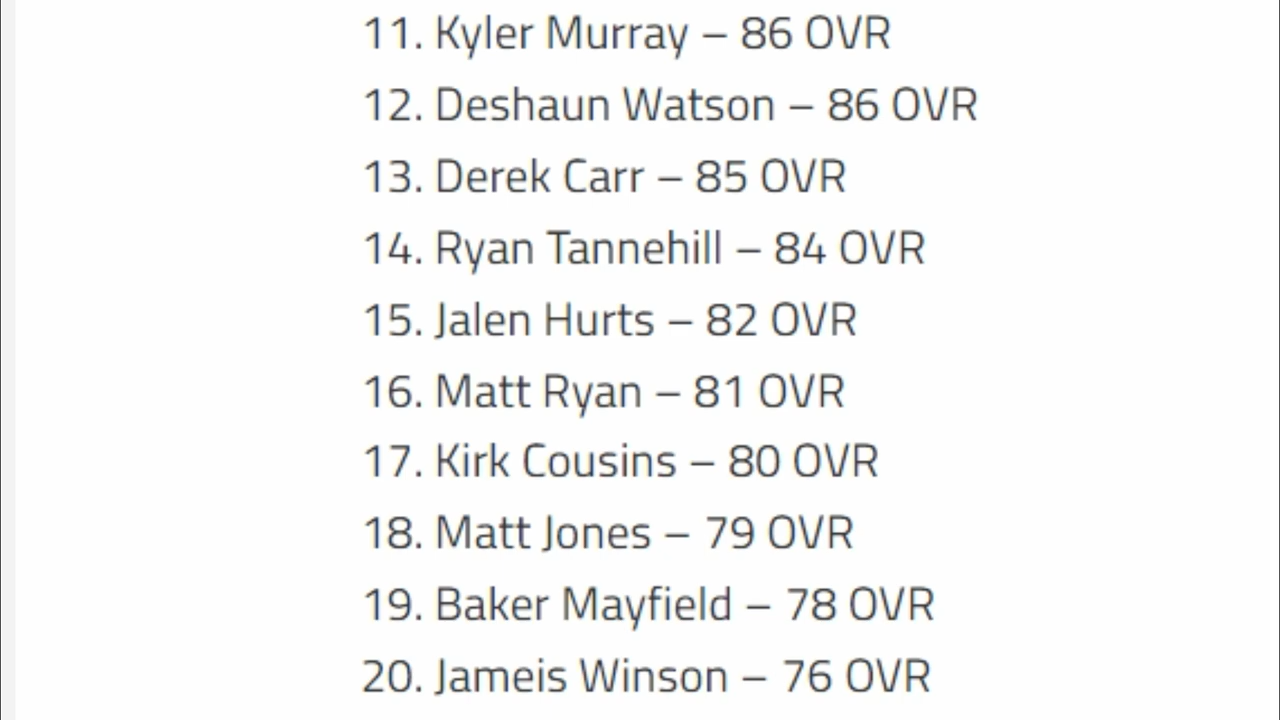 11. Kyler Murray – 86 OVR
12. Deshaun Watson – 86 OVR
13. Derek Carr – 85 OVR
14. Ryan Tannehill – 84 OVR
15. Jalen Hurts – 82 OVR
16. Matt Ryan – 81 OVR
17. Kirk Cousins – 80 OVR
18. Matt Jones – 79 OVR
19. Baker Mayfield – 78 OVR
20. Jameis Winson – 76 OVR